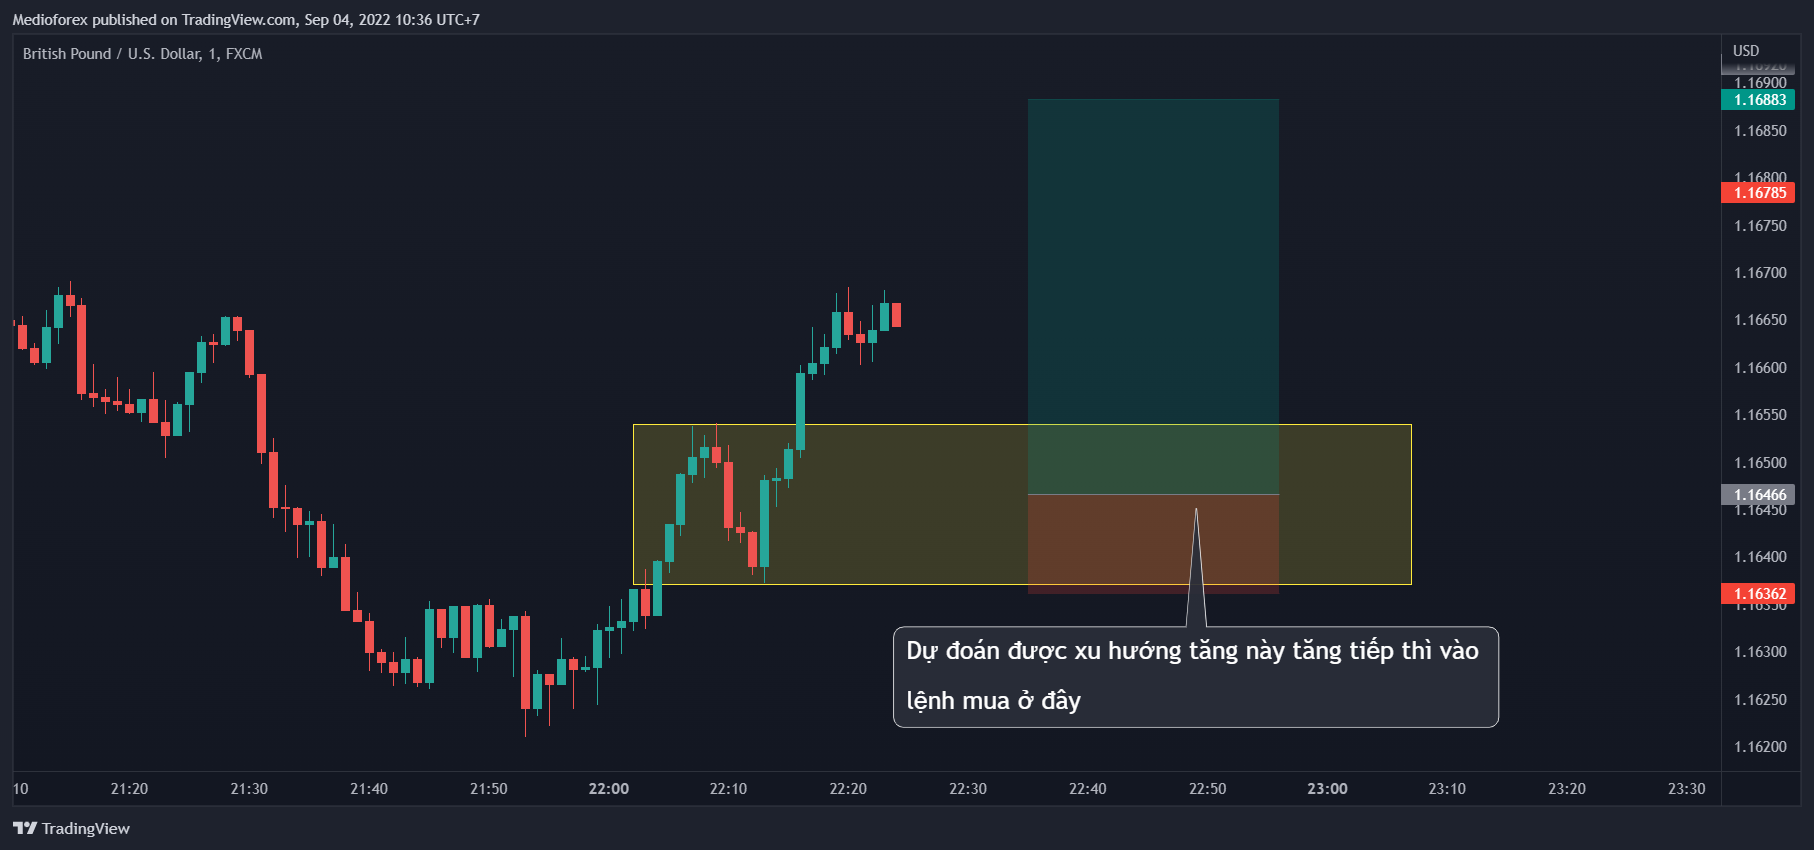 Medioforex published on TradingView.com, Sep 04, 2022 10:36 UTC+7
British Pound / U.S. Dollar, 1, FXCM
USD
1.16920
1.16900
1.16883
1.16850
1.16800
1.16785
1.16750
1.16700
1.16650
1.16600
1.16550
1.16500
1.16466
1.16450
1.16400
1.16362
1.16350
1.16300
1.16250
1.16200
Dự đoán được xu hướng tăng này tăng tiếp thì vào
lệnh mua ở đây
10 21:20 21:30 21:40 21:50 22:00 22:10 22:20 22:30 22:40 22:50 23:00 23:10 23:20 23:30
TradingView